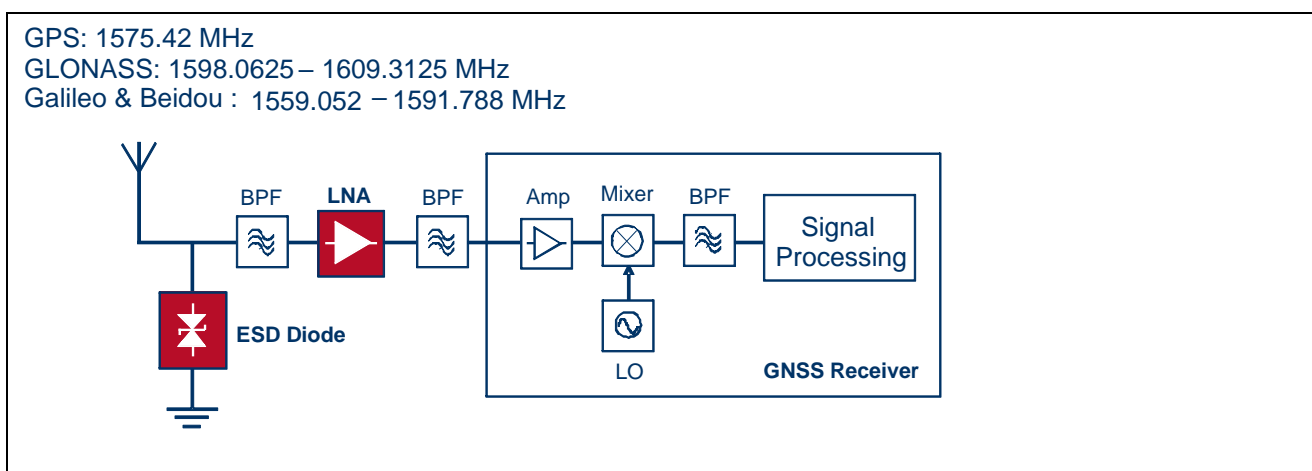 GPS: 1575.42 MHz
GLONASS: 1598.0625 – 1609.3125 MHz
Galileo & Beidou : 1559.052 – 1591.788 MHz
BPF
LNA
BPF
Amp
Mixer
BPF
Signal
Processing
ESD Diode
LO
GNSS Receiver